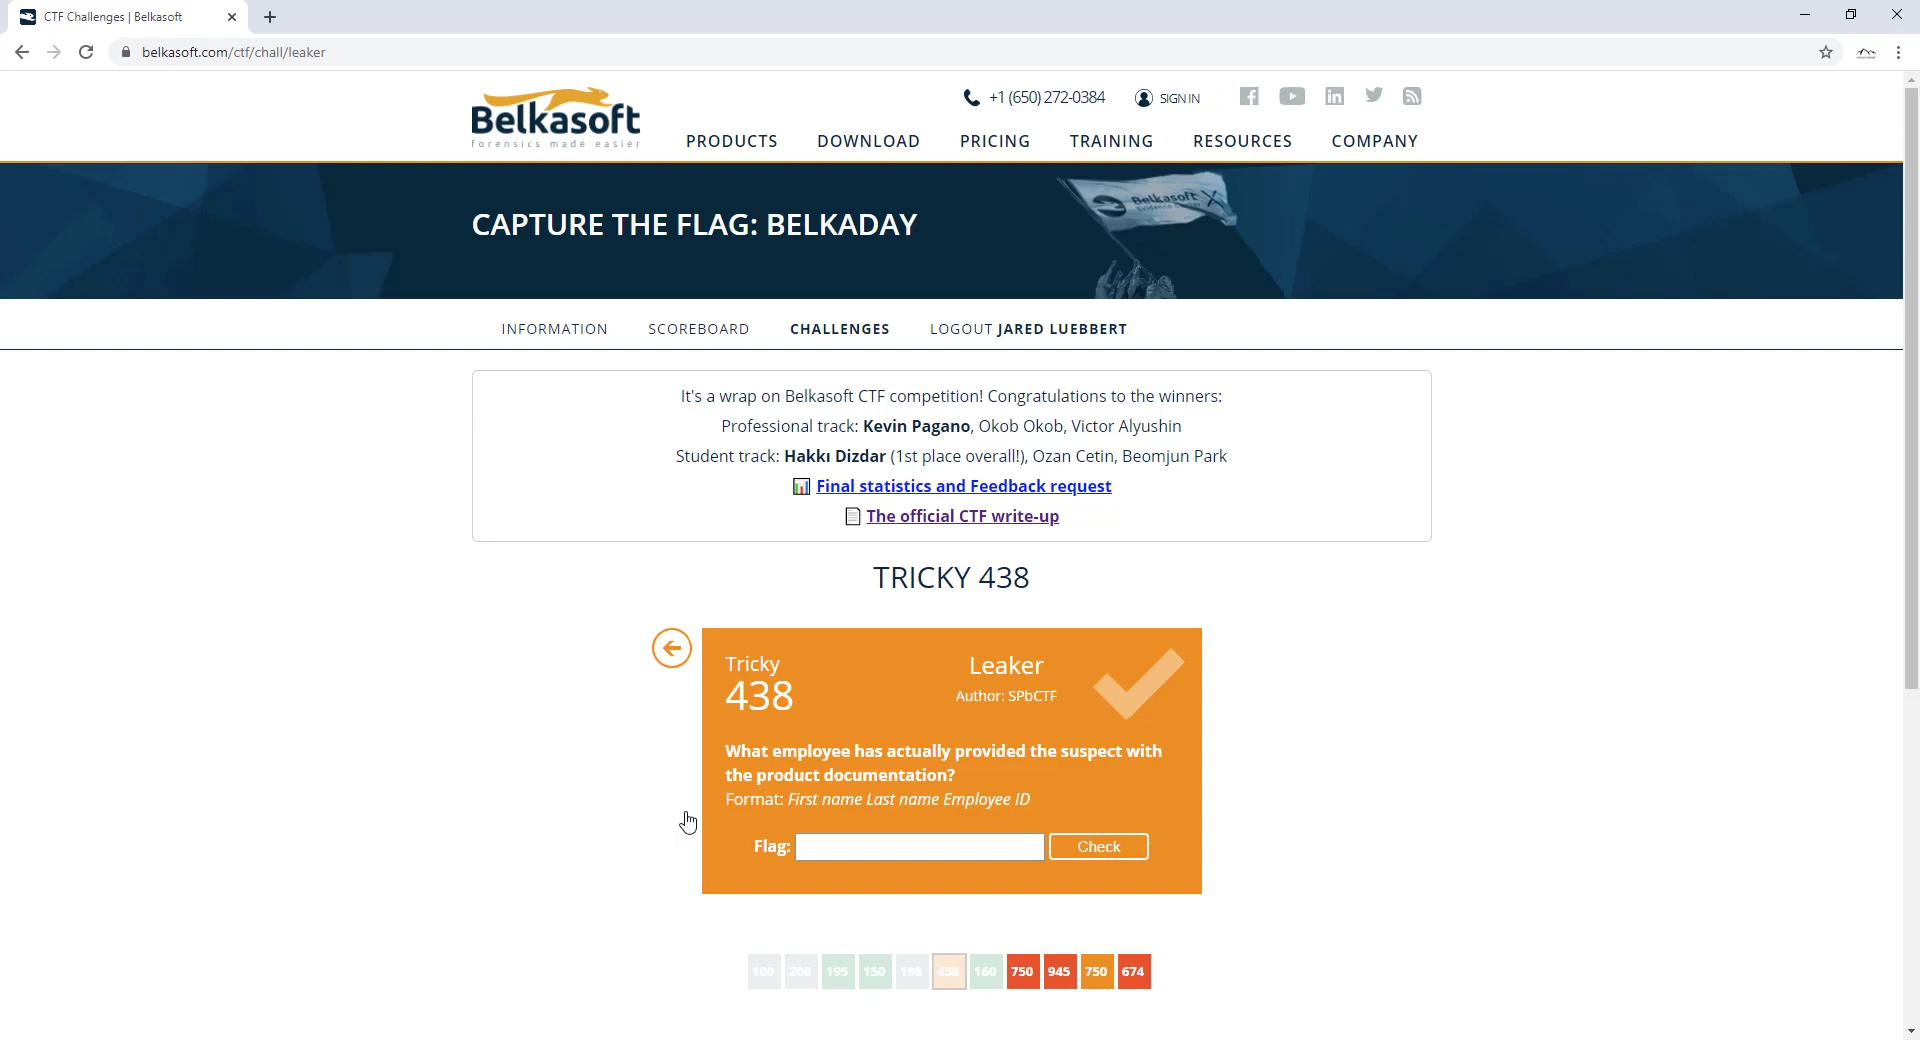 CTF Challenges | Belkasoft
belkasoft.com/ctf/chall/leaker
Belkasoft
forensics made easier
+1 (650) 272-0384
SIGN IN
PRODUCTS DOWNLOAD PRICING TRAINING RESOURCES COMPANY
Belkasoft X
CAPTURE THE FLAG: BELKADAY
INFORMATION SCOREBOARD CHALLENGES LOGOUT JARED LUEBBERT
It's a wrap on Belkasoft CTF competition! Congratulations to the winners:
Professional track: Kevin Pagano, Okob Okob, Victor Alyushin
Student track: Hakkı Dizdar (1st place overall!), Ozan Cetin, Beomjun Park
Final statistics and Feedback request
The official CTF write-up
TRICKY 438
Tricky
438
Leaker
Author: SPbCTF
What employee has actually provided the suspect with
the product documentation?
Format: First name Last name Employee ID
Flag:
Check
100 208 195 150 198 438 160 750 945 750 674